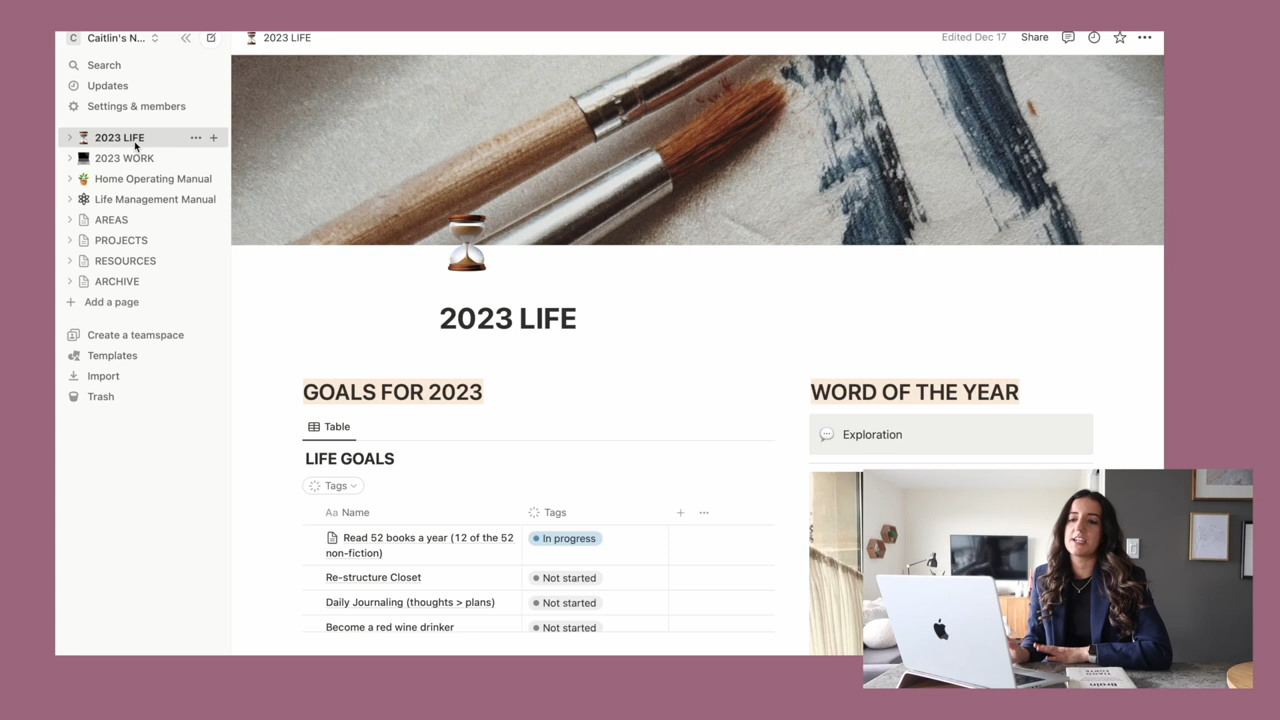 C Caitlin's N...
2023 LIFE
Edited Dec 17
Share
Search
Updates
Settings & members
2023 LIFE
2023 WORK
Home Operating Manual
Life Management Manual
AREAS
PROJECTS
RESOURCES
ARCHIVE
Add a page
Create a teamspace
Templates
Import
Trash
2023 LIFE
GOALS FOR 2023
Table
LIFE GOALS
Tags
Aa Name
Tags
Read 52 books a year (12 of the 52
non-fiction)
In progress
Re-structure Closet
Not started
Daily Journaling (thoughts > plans)
Not started
Become a red wine drinker
Not started
WORD OF THE YEAR
Exploration
Brain